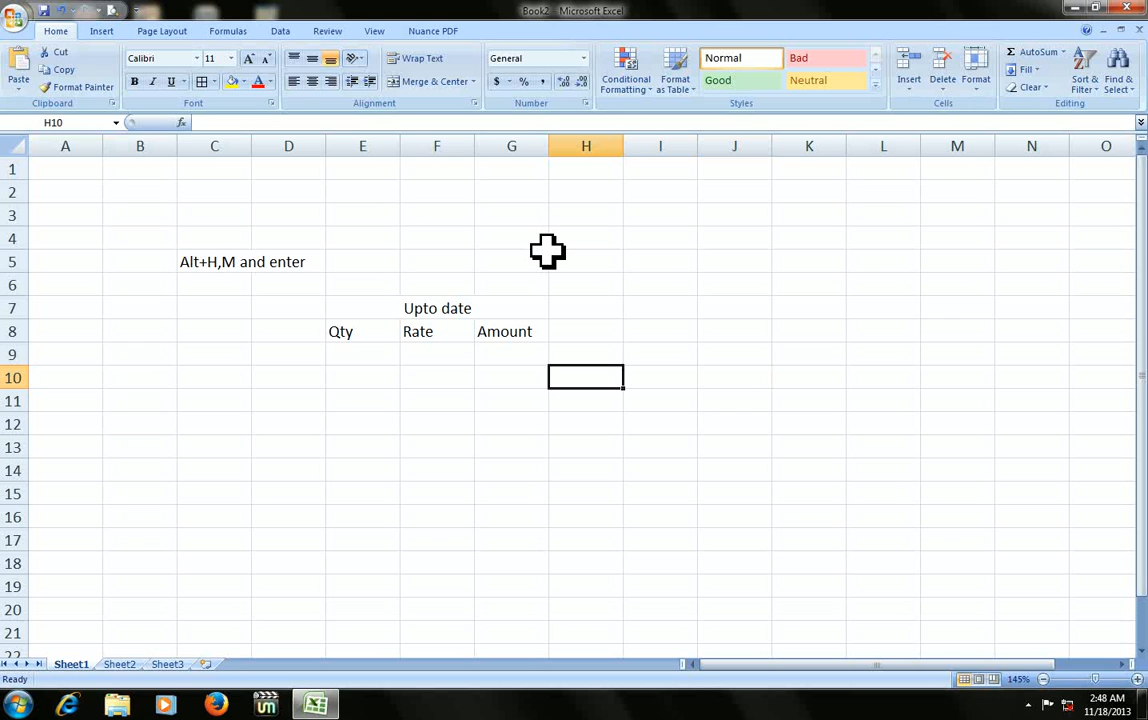 Book2 - Microsoft Excel
Home Insert Page Layout Formulas Data Review View Nuance PDF
Paste
Cut
Copy
Format Painter
Clipboard
Calibri 11
B I U
Font
Wrap Text
Merge & Center
Alignment
General
$ % ,
Number
Conditional Formatting
Format as Table
Normal Bad
Good Neutral
Styles
Insert Delete Format
Cells
AutoSum
Fill
Clear
Sort & Filter
Find & Select
Editing
H10 fx
A B C D E F G H I J K L M N O
1
2
3
4
5 Alt+H,M and enter
6
7 Upto date
8 Qty Rate Amount
9
10
11
12
13
14
15
16
17
18
19
20
21
22
Sheet1 Sheet2 Sheet3
Ready 145%
um
2:48 AM
11/18/2013